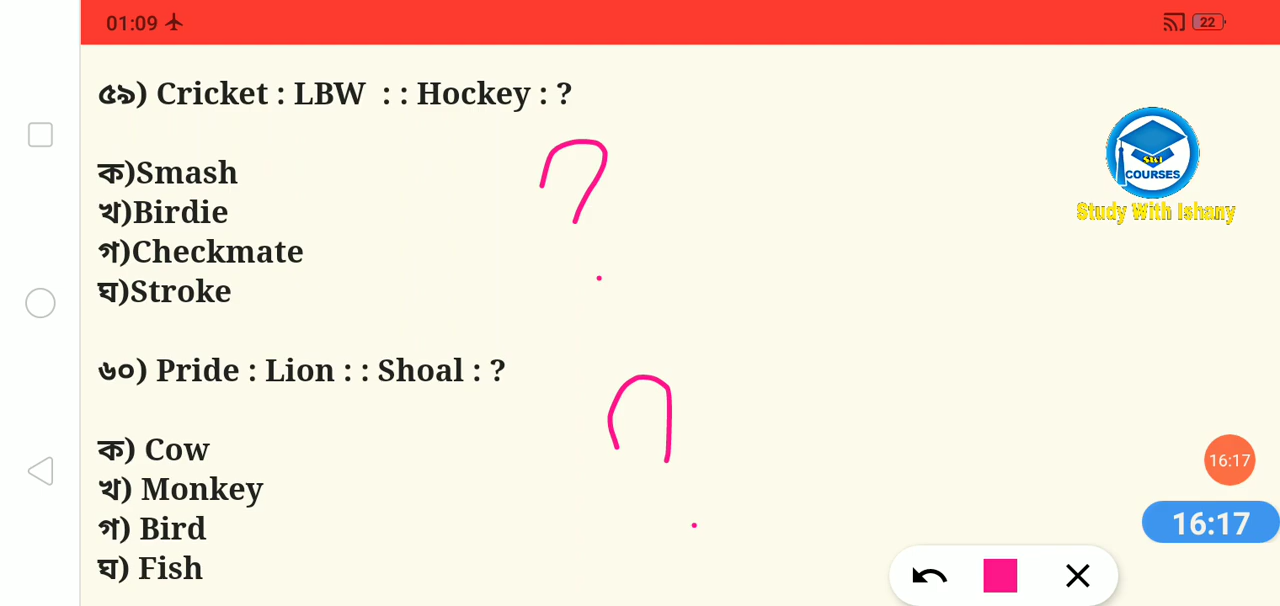 01:09
22
৫৯) Cricket : LBW : : Hockey : ?
ক)Smash
খ)Birdie
গ)Checkmate
ঘ)Stroke
SWI
COURSES
Study With Ishany
?
৬০) Pride : Lion : : Shoal : ?
ক) Cow
খ) Monkey
গ) Bird
ঘ) Fish
16:17
16:17